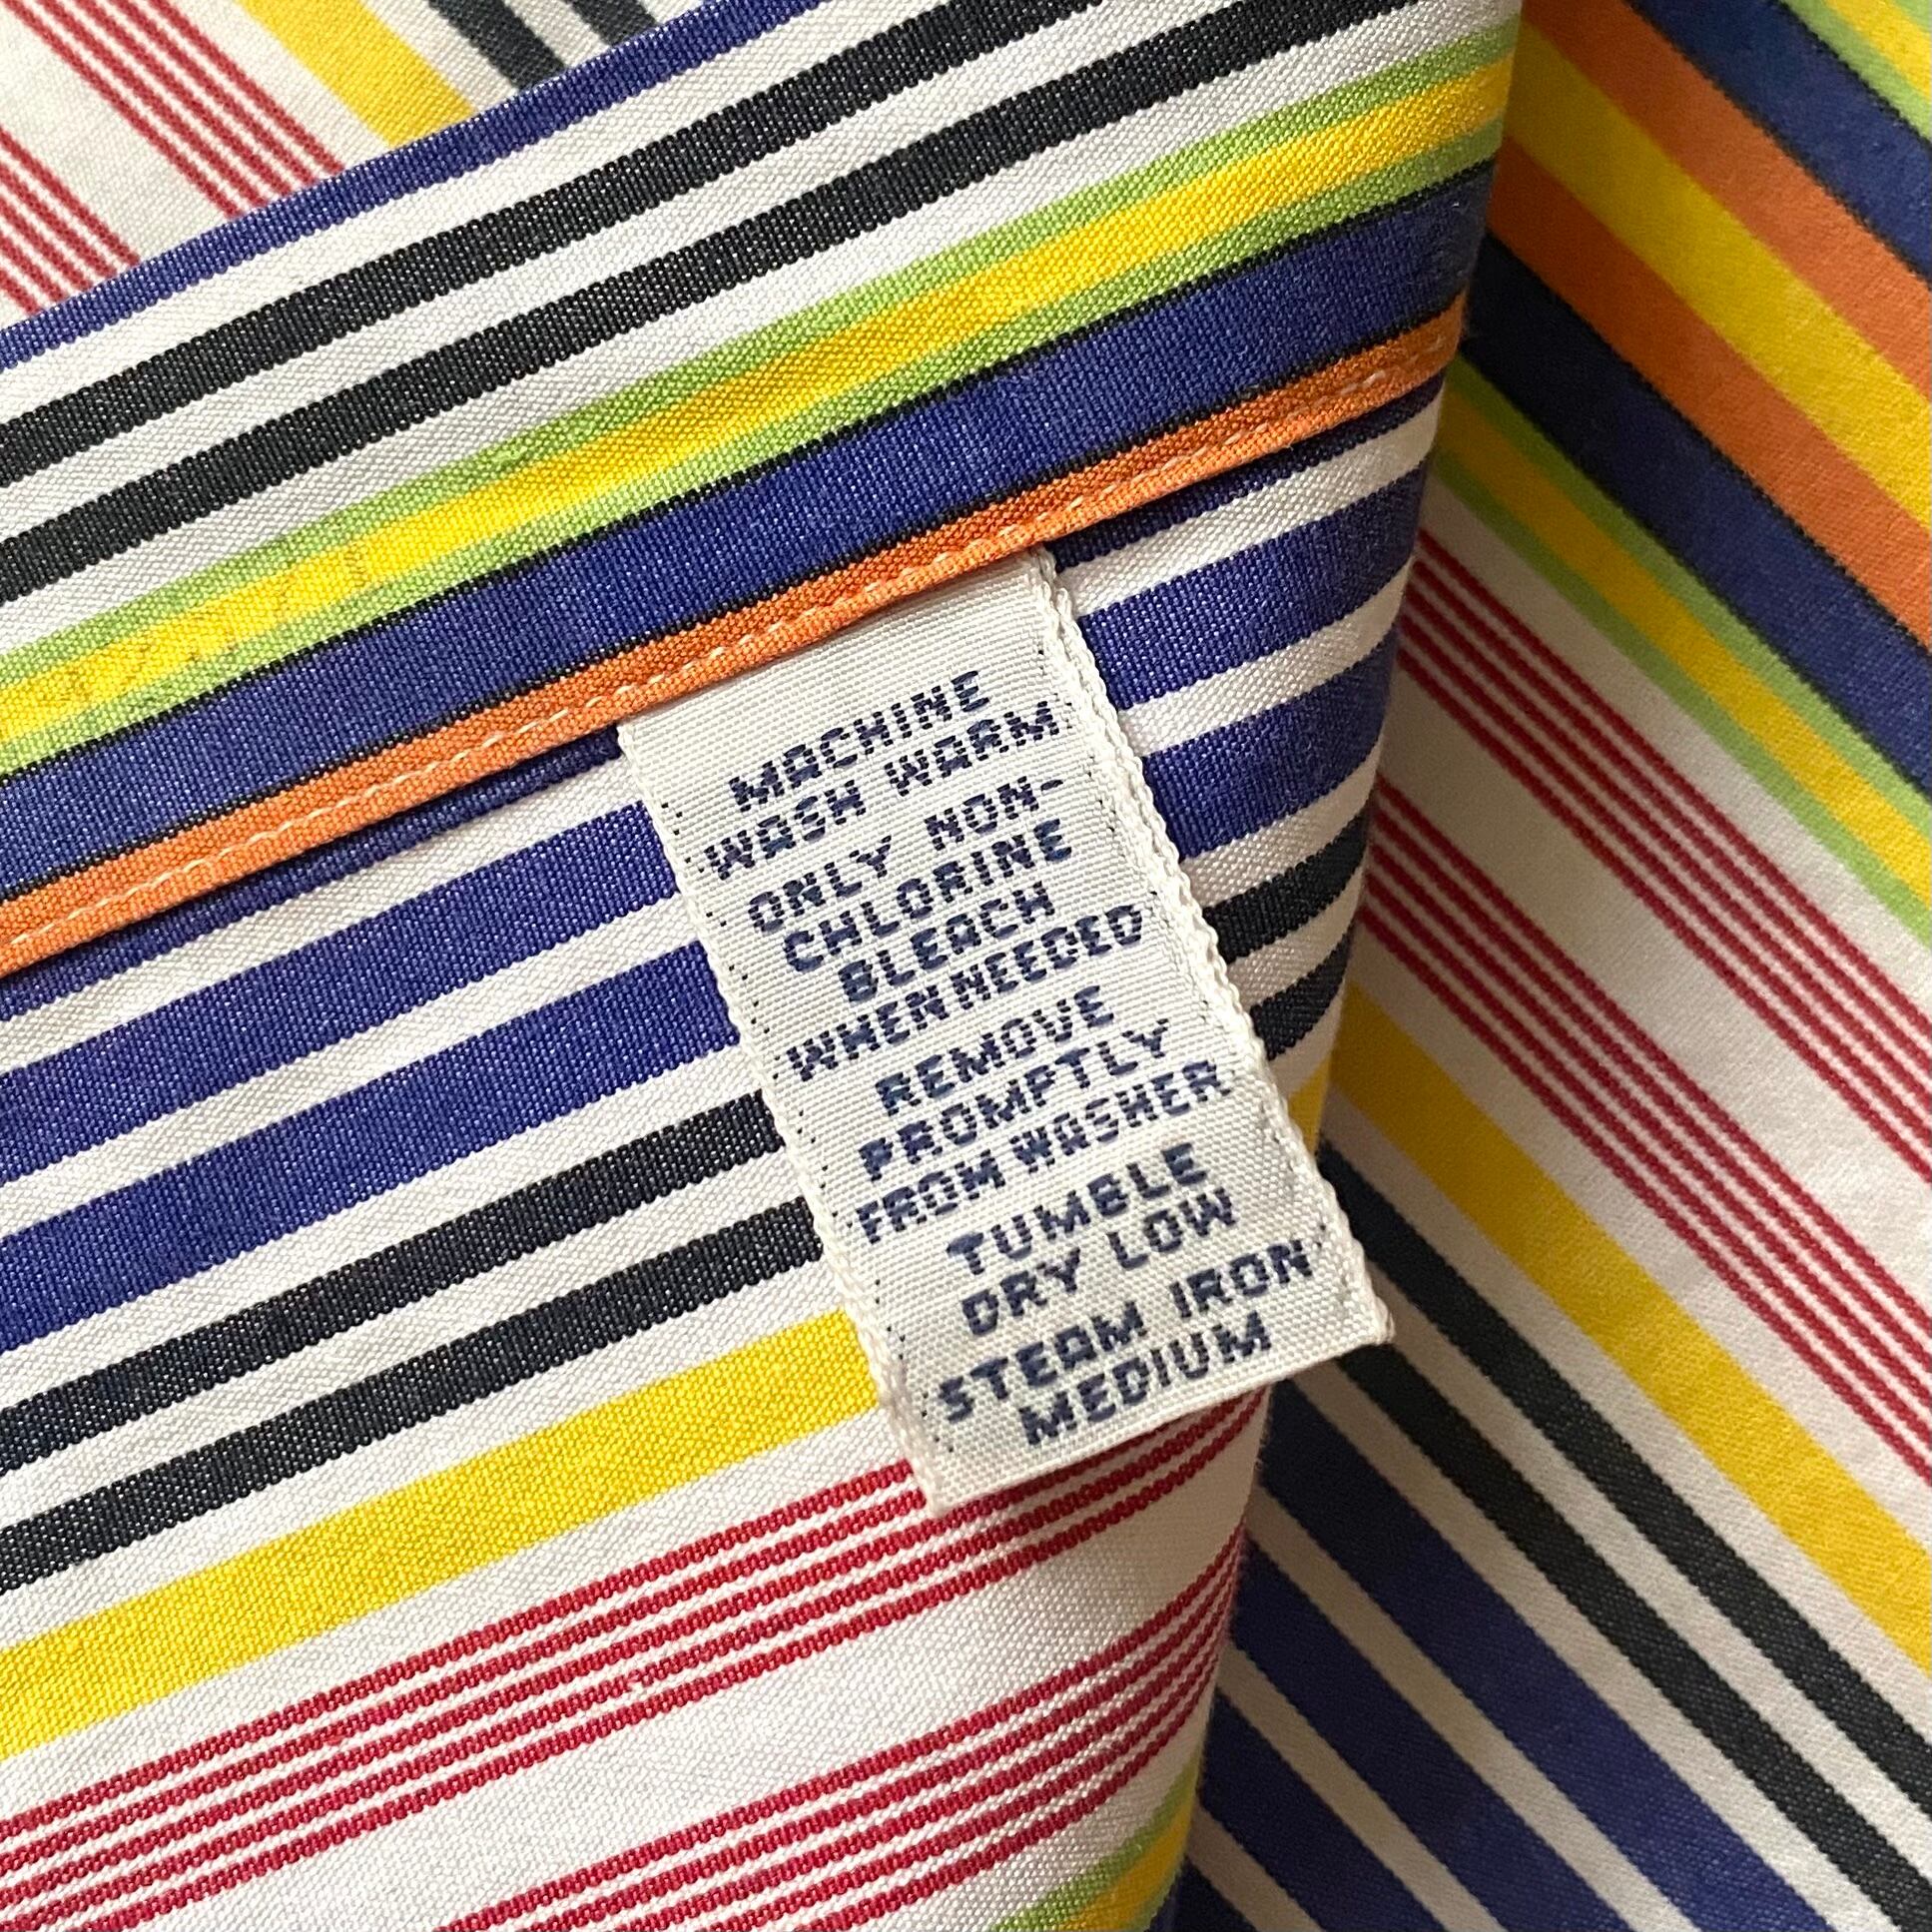 MACHINE
WASH WARM
ONLY NON-
CHLORINE
BLEACH
WHEN NEEDED
REMOVE
PROMPTLY
FROM WASHER
TUMBLE
DRY LOW
STEAM IRON
MEDIUM